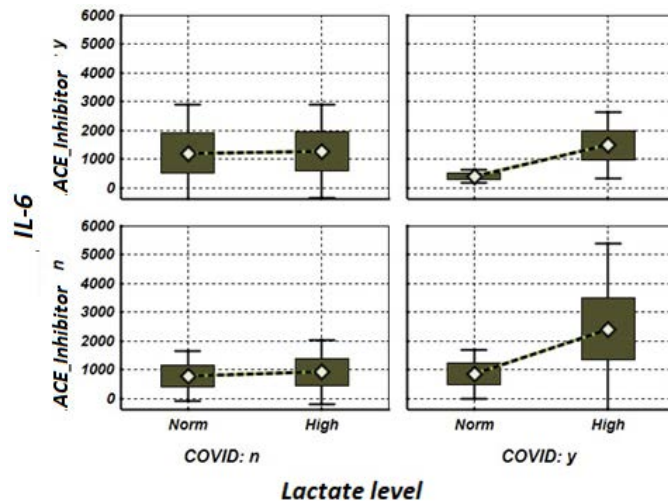 6000
5000
4000
3000
2000
1000
0
.ACE_Inhibitor y
IL-6
6000
5000
4000
3000
2000
1000
0
.ACE_Inhibitor n
Norm High Norm High
COVID: n COVID: y
Lactate level